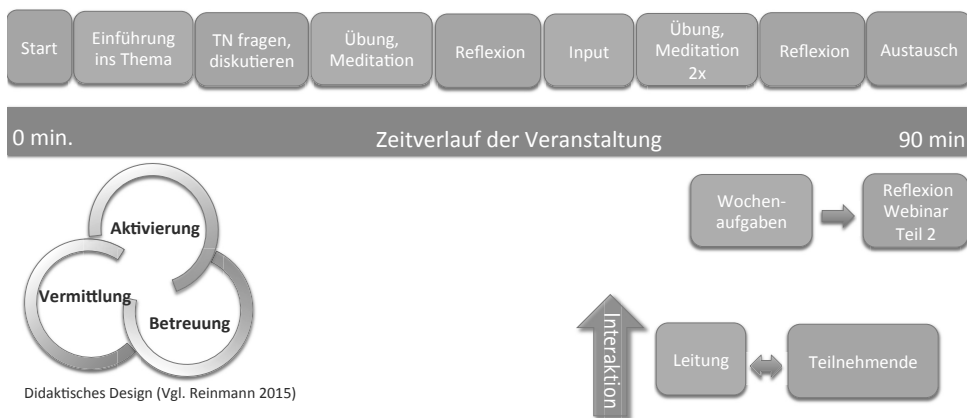 Start
Einführung
ins Thema
TN fragen,
diskutieren
Übung,
Meditation
Reflexion
Input
Übung,
Meditation
2x
Reflexion
Austausch
0 min.
Zeitverlauf der Veranstaltung
90 min
Wochen-
aufgaben
Reflexion
Webinar
Teil 2
Aktivierung
Vermittlung
Betreuung
Interaktion
Leitung
Teilnehmende
Didaktisches Design (Vgl. Reinmann 2015)